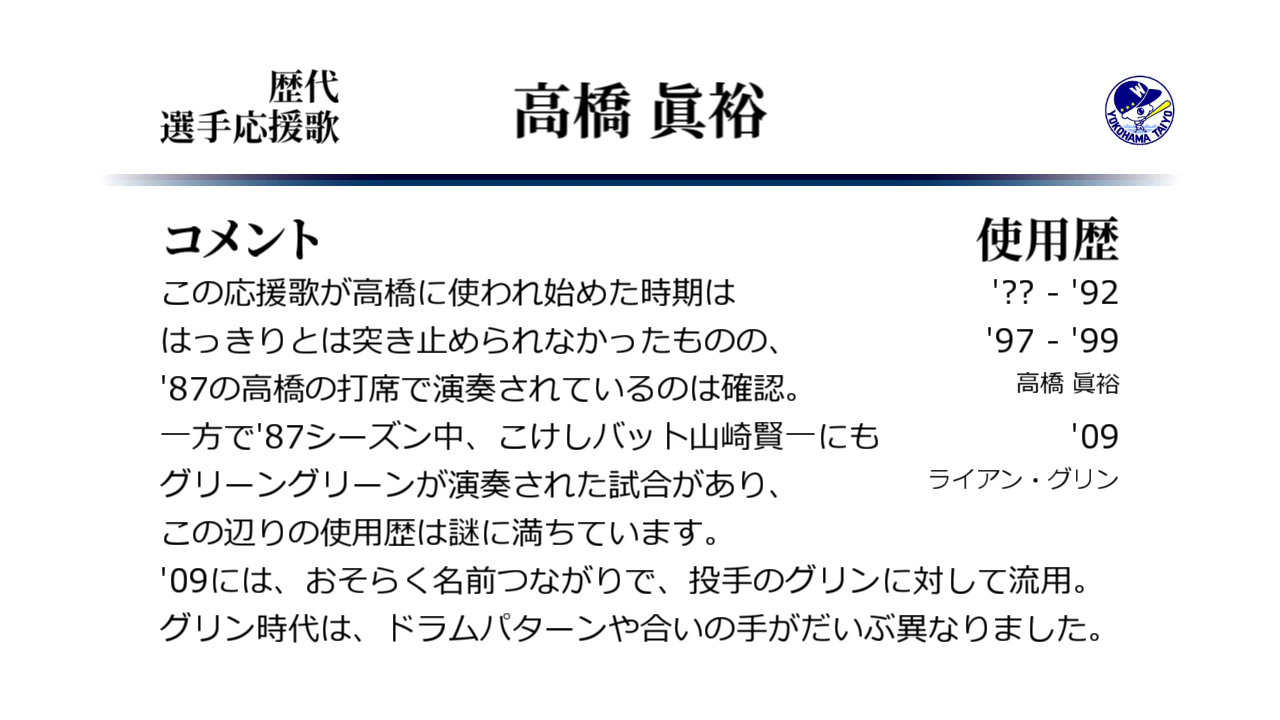 歴代
選手応援歌
高橋 眞裕
W
YOKOHAMA TAIYO
コメント
この応援歌が高橋に使われ始めた時期は
はっきりとは突き止められなかったものの、
'87の高橋の打席で演奏されているのは確認。
一方で'87シーズン中、こけしバット山崎賢一にも
グリーングリーンが演奏された試合があり、
この辺りの使用歴は謎に満ちています。
'09には、おそらく名前つながりで、投手のグリンに対して流用。
グリン時代は、ドラムパターンや合いの手がだいぶ異なりました。
使用歴
'?? - '92
'97 - '99
高橋 眞裕
'09
ライアン・グリン